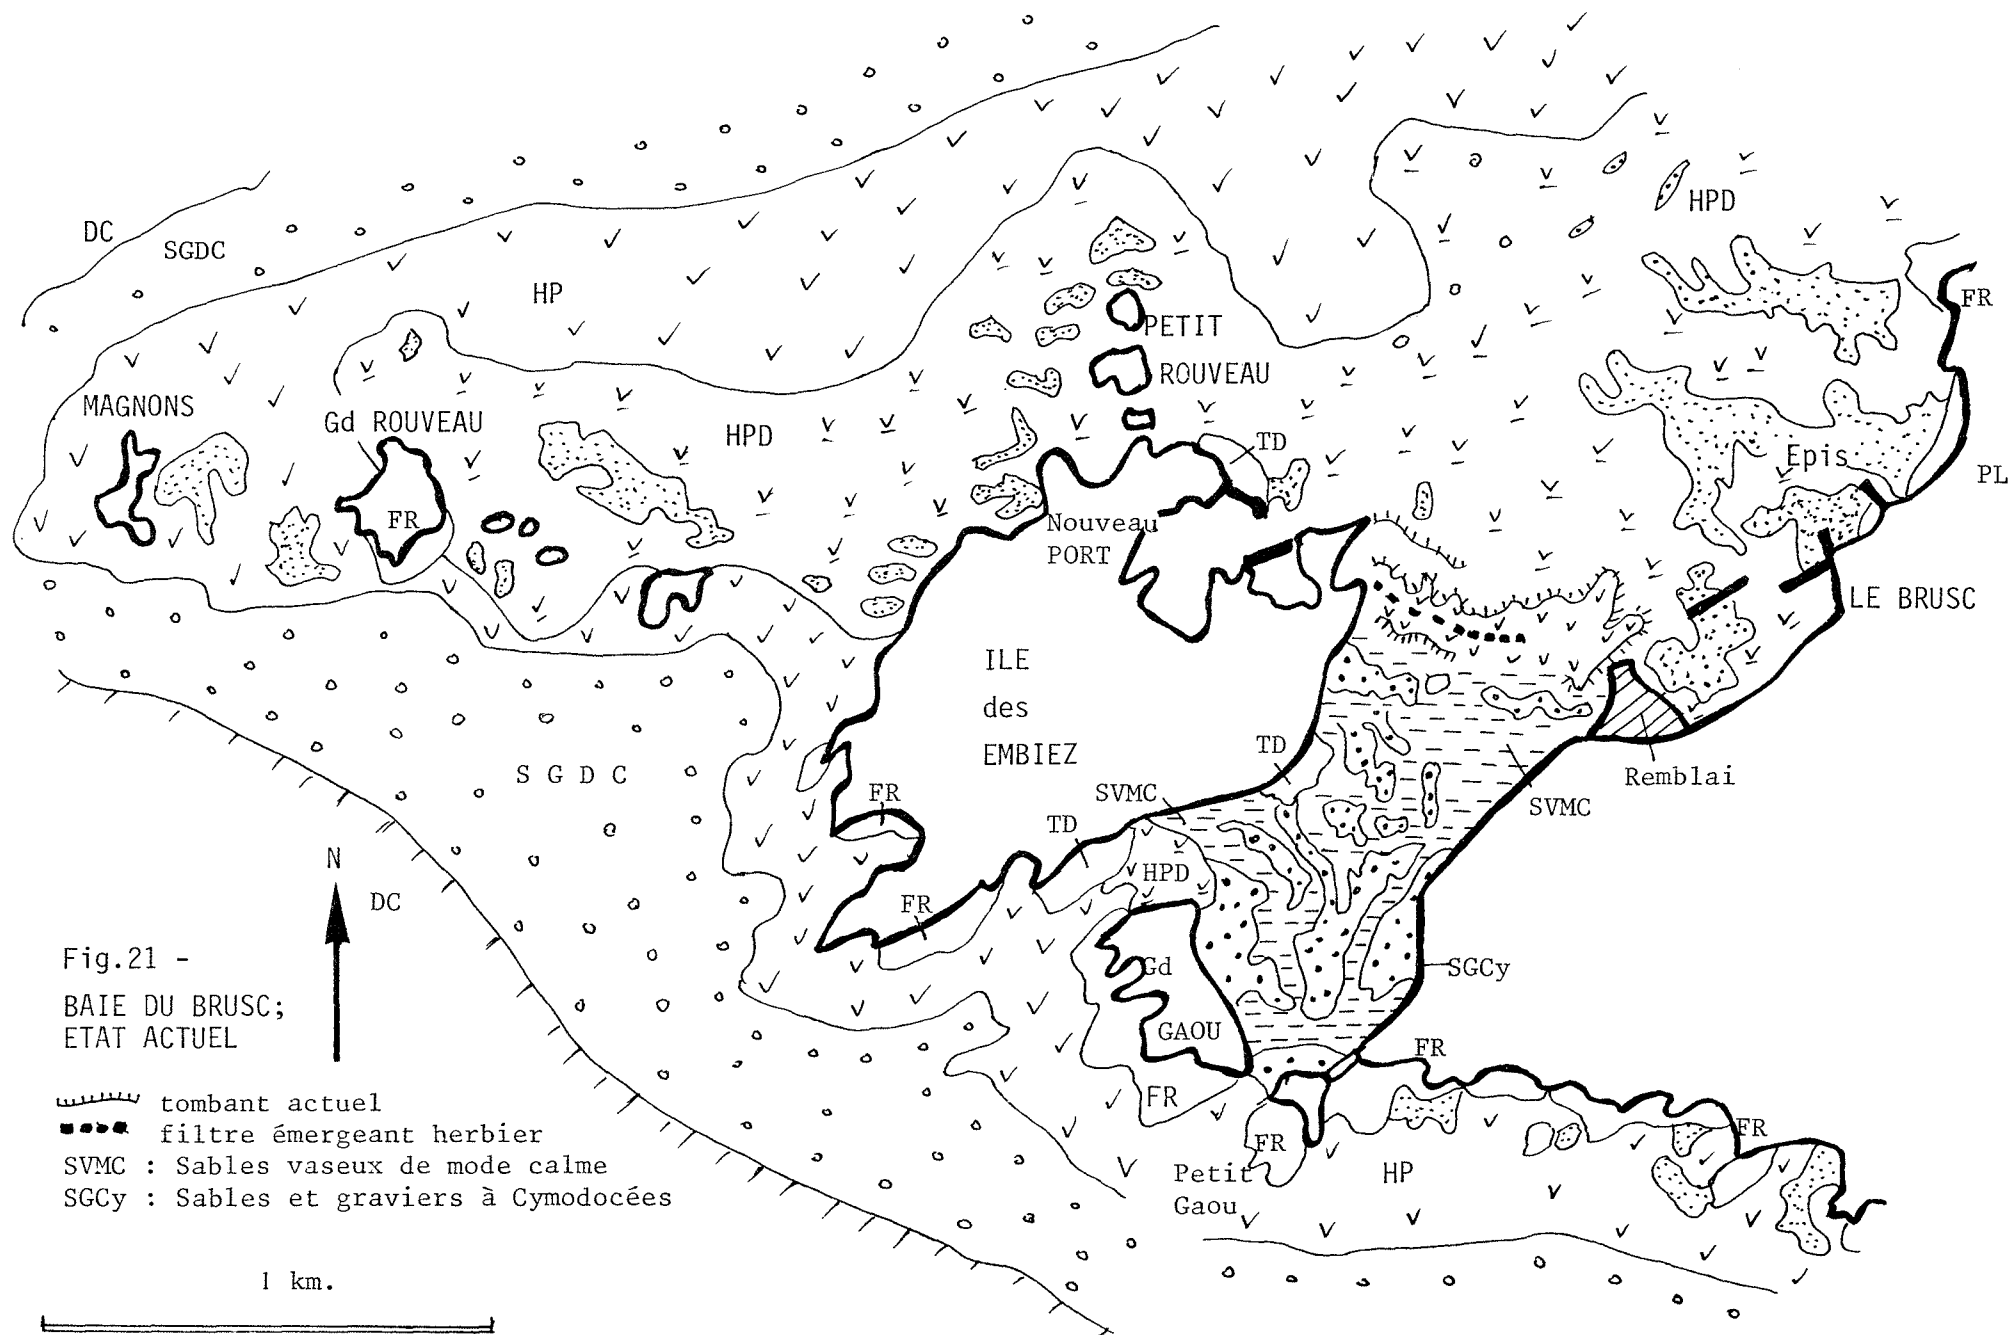 DC
SGDC
HP
HPD
FR
PETIT
ROUVEAU
MAGNONS
Gd ROUVEAU
HPD
TD
Epis
PL
FR
Nouveau
PORT
LE BRUSC
ILE
des
EMBIEZ
TD
S G D C
Remblai
FR
SVMC
SVMC
TD
HPD
N
DC
FR
Gd
SGCy
GAOU
FR
FR
FR
FR
Petit
Gaou
HP
Fig.21 -
BAIE DU BRUSC;
ETAT ACTUEL
tombant actuel
filtre émergeant herbier
SVMC : Sables vaseux de mode calme
SGCy : Sables et graviers à Cymodocées
1 km.